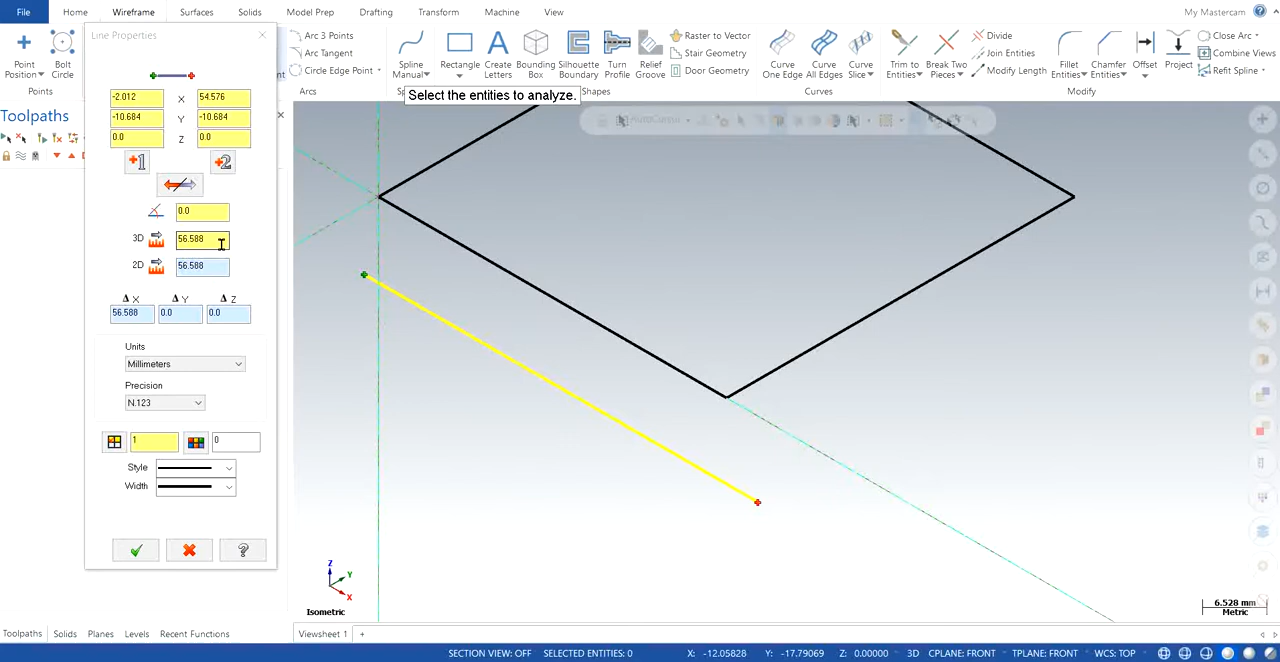 File Home Wireframe Surfaces Solids Model Prep Drafting Transform Machine View My Mastercam
Line Properties
Point Position
Bolt Circle
Points
Arc 3 Points
Arc Tangent
Circle Edge Point
Arcs
Spline Manual
Rectangle
Create Letters
Bounding Box
Silhouette Boundary
Turn Profile
Relief Groove
Raster to Vector
Stair Geometry
Door Geometry
Shapes
Curve One Edge
Curve All Edges
Curve Slice
Curves
Trim to Entities
Break Two Pieces
Divide
Join Entities
Modify Length
Fillet Entities
Chamfer Entities
Offset
Project
Close Arc
Combine Views
Refit Spline
Modify
Select the entities to analyze.
Toolpaths
AutoCursor
-2.012 X 54.576
-10.684 Y -10.684
0.0 Z 0.0
+1 +2
0.0
3D 56.588
2D 56.588
Δ X Δ Y Δ Z
56.588 0.0 0.0
Units
Millimeters
Precision
N.123
1 0
Style
Width
Z
Y
X
Isometric
6.528 mm
Metric
Toolpaths Solids Planes Levels Recent Functions Viewsheet 1 +
SECTION VIEW: OFF SELECTED ENTITIES: 0 X: -12.05828 Y: -17.79069 Z: 0.00000 3D CPLANE: FRONT TPLANE: FRONT WCS: TOP